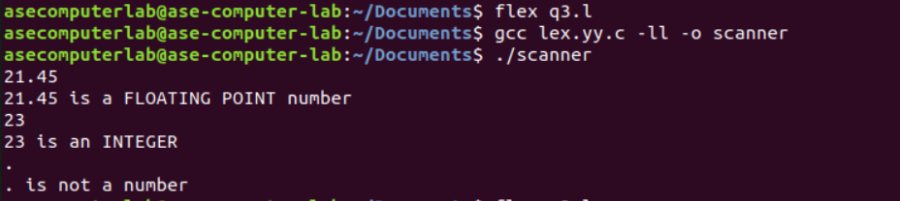 asecomputerlab@ase-computer-lab:~/Documents$ flex q3.l
asecomputerlab@ase-computer-lab:~/Documents$ gcc lex.yy.c -ll -o scanner
asecomputerlab@ase-computer-lab:~/Documents$ ./scanner
21.45
21.45 is a FLOATING POINT number
23
23 is an INTEGER
.
. is not a number